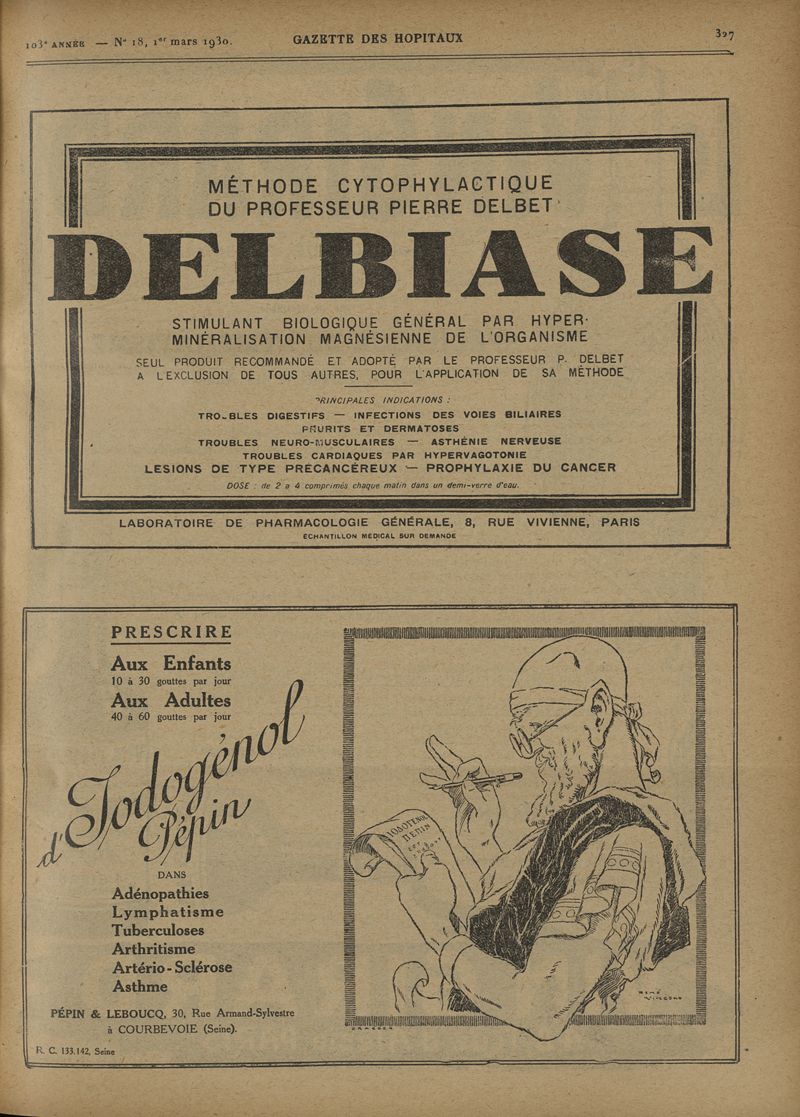 103e ANNÉE — No 18, 1er mars 1930.
GAZETTE DES HOPITAUX
327
MÉTHODE CYTOPHYLACTIQUE
DU PROFESSEUR PIERRE DELBET
DELBIASE
STIMULANT BIOLOGIQUE GÉNÉRAL PAR HYPER-
MINÉRALISATION MAGNÉSIENNE DE L'ORGANISME
SEUL PRODUIT RECOMMANDÉ ET ADOPTÉ PAR LE PROFESSEUR P. DELBET
A L'EXCLUSION DE TOUS AUTRES, POUR L'APPLICATION DE SA MÉTHODE
PRINCIPALES INDICATIONS :
TROUBLES DIGESTIFS — INFECTIONS DES VOIES BILIAIRES
PRURITS ET DERMATOSES
TROUBLES NEURO-MUSCULAIRES — ASTHÉNIE NERVEUSE
TROUBLES CARDIAQUES PAR HYPERVAGOTONIE
LESIONS DE TYPE PRÉCANCÉREUX — PROPHYLAXIE DU CANCER
DOSE : de 2 a 4 comprimés chaque matin dans un demi-verre d'eau.
LABORATOIRE DE PHARMACOLOGIE GÉNÉRALE, 8, RUE VIVIENNE, PARIS
ÉCHANTILLON MÉDICAL SUR DEMANDE
PRESCRIRE
Aux Enfants
10 à 30 gouttes par jour
Aux Adultes
40 à 60 gouttes par jour
d'Iodogénol
Pépin
DANS
Adénopathies
Lymphatisme
Tuberculoses
Arthritisme
Artério-Sclérose
Asthme
PÉPIN & LEBOUCQ, 30, Rue Armand-Sylvestre
à COURBEVOIE (Seine).
R. C. 133.142, Seine
PEPIN
RENÉ
VINCENT